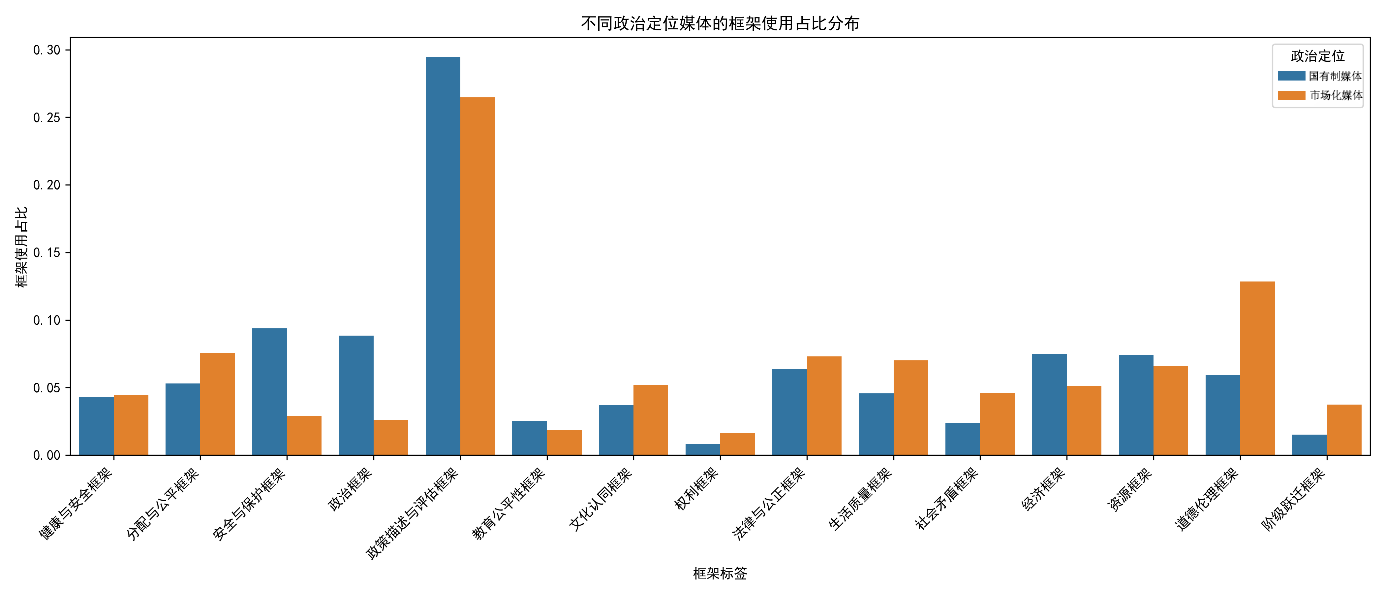 不同政治定位媒体的框架使用占比分布
政治定位
国有制媒体
市场化媒体
框架使用占比
0.30
0.25
0.20
0.15
0.10
0.05
0.00
健康与安全框架
分配与公平框架
安全与保护框架
政治框架
政策描述与评估框架
教育公平性框架
文化认同框架
权利框架
法律与公正框架
生活质量框架
社会矛盾框架
经济框架
资源框架
道德伦理框架
阶级跃迁框架
框架标签